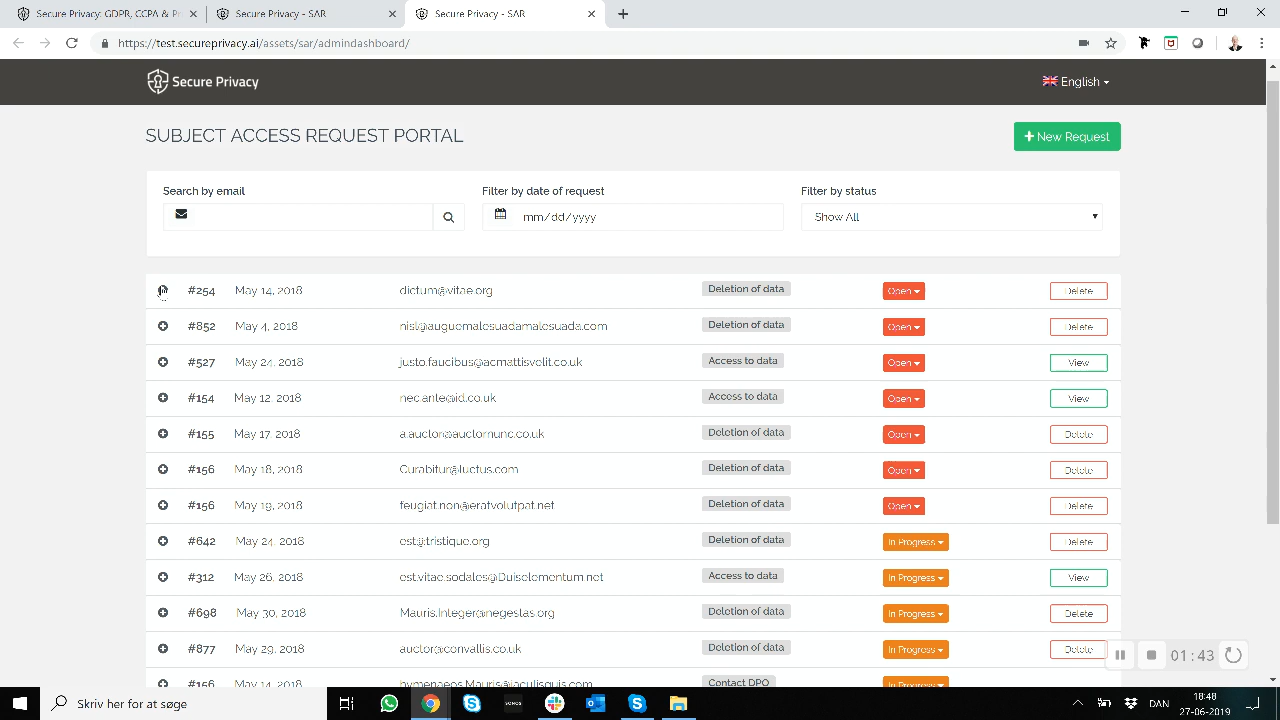 Secure Privacy: GDPR, CCPA & Pr
Secure Privacy - SAR
Secure Privacy - SAR
https://test.secureprivacy.ai/assets/sar/admindashboard/
Secure Privacy
English
SUBJECT ACCESS REQUEST PORTAL
New Request
Search by email
Filter by date of request
Filter by status
mm/dd/yyyy
Show All
#254 May 14, 2018 dictum@vitae.org Deletion of data Open Delete
#852 May 4, 2018 nisl@auguemalesuadamalesuada.com Deletion of data Open Delete
#527 May 24, 2018 justo.faucibus@acmattisvolit.co.uk Access to data Open View
#154 May 12, 2018 nec.ante@id.co.uk Access to data Open View
#155 May 17, 2018 a.auctor@auctornunc.co.uk Deletion of data Open Delete
#156 May 18, 2018 Curabitur@luctus.com Deletion of data Open Delete
#150 May 19, 2018 feugiat.non@eratvolutpat.net Deletion of data Open Delete
#642 May 24, 2018 est@tristique.org Deletion of data In Progress Delete
#312 May 26, 2018 est.vitae.sodales@Duiselementum.net Access to data In Progress View
#698 May 30, 2018 Mauris.Integer@negestas.org Deletion of data In Progress Delete
#877 May 29, 2018 auctor@convallis.co.uk Deletion of data In Progress Delete
#156 May 14, 2018 Contact DPO In Progress
01:43
Skriv her for at søge
SONOS
DAN
18:48
27-06-2019